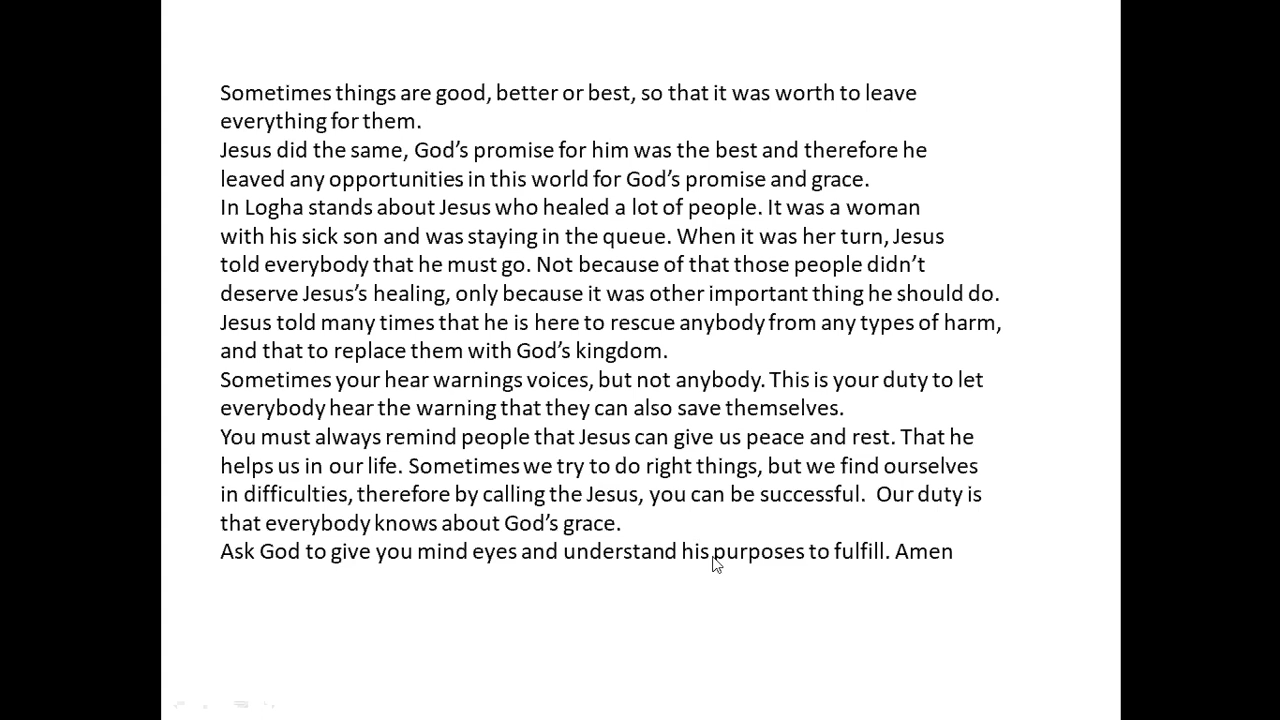 Sometimes things are good, better or best, so that it was worth to leave
everything for them.
Jesus did the same, God’s promise for him was the best and therefore he
leaved any opportunities in this world for God’s promise and grace.
In Logha stands about Jesus who healed a lot of people. It was a woman
with his sick son and was staying in the queue. When it was her turn, Jesus
told everybody that he must go. Not because of that those people didn’t
deserve Jesus’s healing, only because it was other important thing he should do.
Jesus told many times that he is here to rescue anybody from any types of harm,
and that to replace them with God’s kingdom.
Sometimes your hear warnings voices, but not anybody. This is your duty to let
everybody hear the warning that they can also save themselves.
You must always remind people that Jesus can give us peace and rest. That he
helps us in our life. Sometimes we try to do right things, but we find ourselves
in difficulties, therefore by calling the Jesus, you can be successful.  Our duty is
that everybody knows about God’s grace.
Ask God to give you mind eyes and understand his purposes to fulfill. Amen